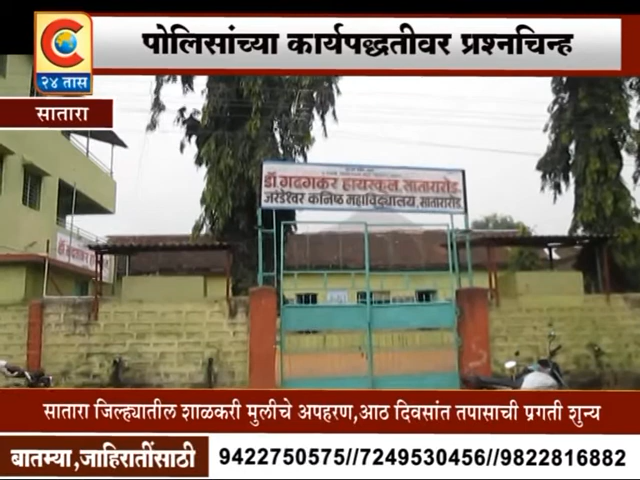 C
पोलिसांच्या कार्यपद्धतीवर प्रश्नचिन्ह
२४ तास
सातारा
डॉ गदगकर हायस्कूल, सातारारोड
जरंडेश्वर कनिष्ठ महाविद्यालय, सातारारोड
सातारा जिल्ह्यातील शाळकरी मुलीचे अपहरण,आठ दिवसांत तपासाची प्रगती शुन्य
बातम्या,जाहिरातींसाठी
9422750575//7249530456//9822816882